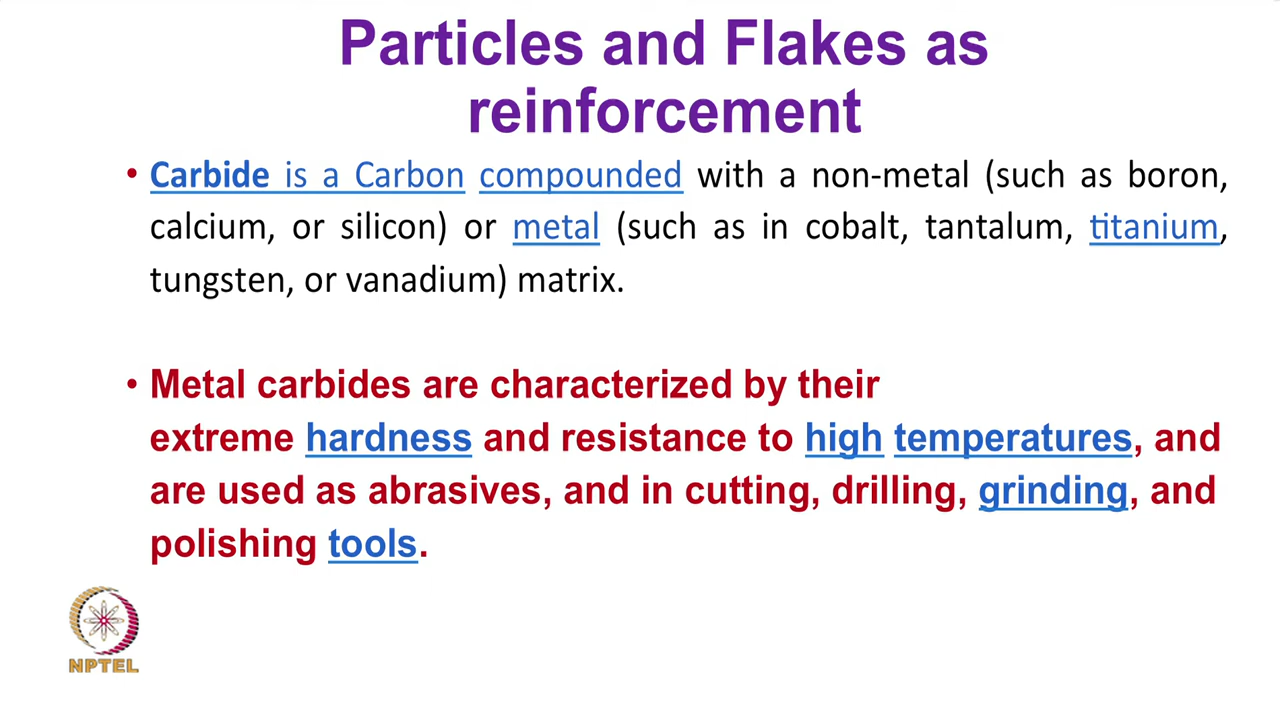 Particles and Flakes as
reinforcement
• Carbide is a Carbon compounded with a non-metal (such as boron,
calcium, or silicon) or metal (such as in cobalt, tantalum, titanium,
tungsten, or vanadium) matrix.
• Metal carbides are characterized by their
extreme hardness and resistance to high temperatures, and
are used as abrasives, and in cutting, drilling, grinding, and
polishing tools.
NPTEL